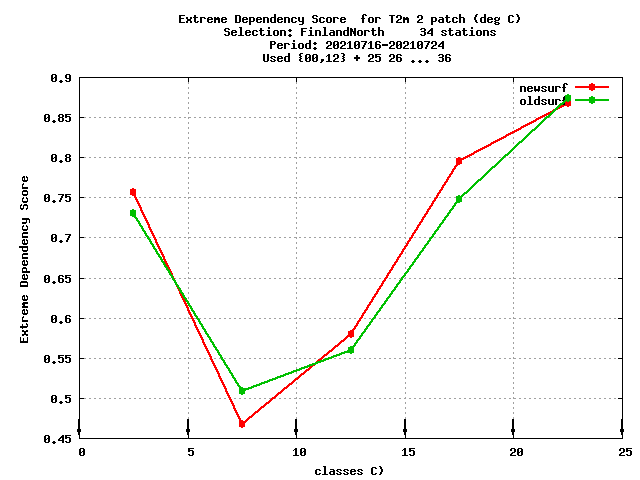 Extreme Dependency Score  for T2m 2 patch (deg C)
Selection: FinlandNorth     34 stations
Period: 20210716-20210724
Used {00,12} + 25 26 ... 36
newsurf
oldsurf
0.9
0.85
0.8
0.75
0.7
0.65
0.6
0.55
0.5
0.45
Extreme Dependency Score
0 5 10 15 20 25
classes C)